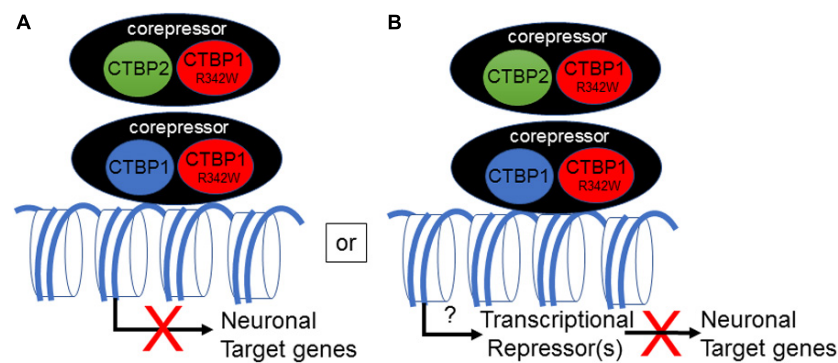 A
corepressor
CTBP2
CTBP1
R342W
corepressor
CTBP1
CTBP1
R342W
Neuronal
Target genes
or
B
corepressor
CTBP2
CTBP1
R342W
corepressor
CTBP1
CTBP1
R342W
?
Transcriptional
Repressor(s)
Neuronal
Target genes